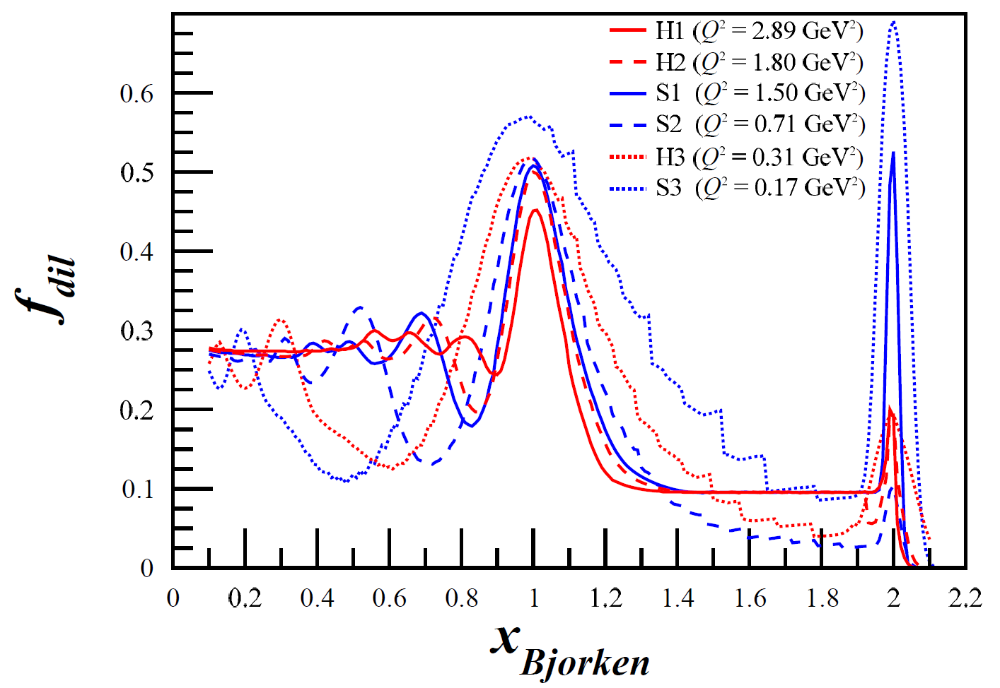 H1 (Q² = 2.89 GeV²)
H2 (Q² = 1.80 GeV²)
S1 (Q² = 1.50 GeV²)
S2 (Q² = 0.71 GeV²)
H3 (Q² = 0.31 GeV²)
S3 (Q² = 0.17 GeV²)
f_dil
0.6
0.5
0.4
0.3
0.2
0.1
0
0 0.2 0.4 0.6 0.8 1 1.2 1.4 1.6 1.8 2 2.2
x_Bjorken